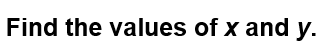 Find the values of x and y.